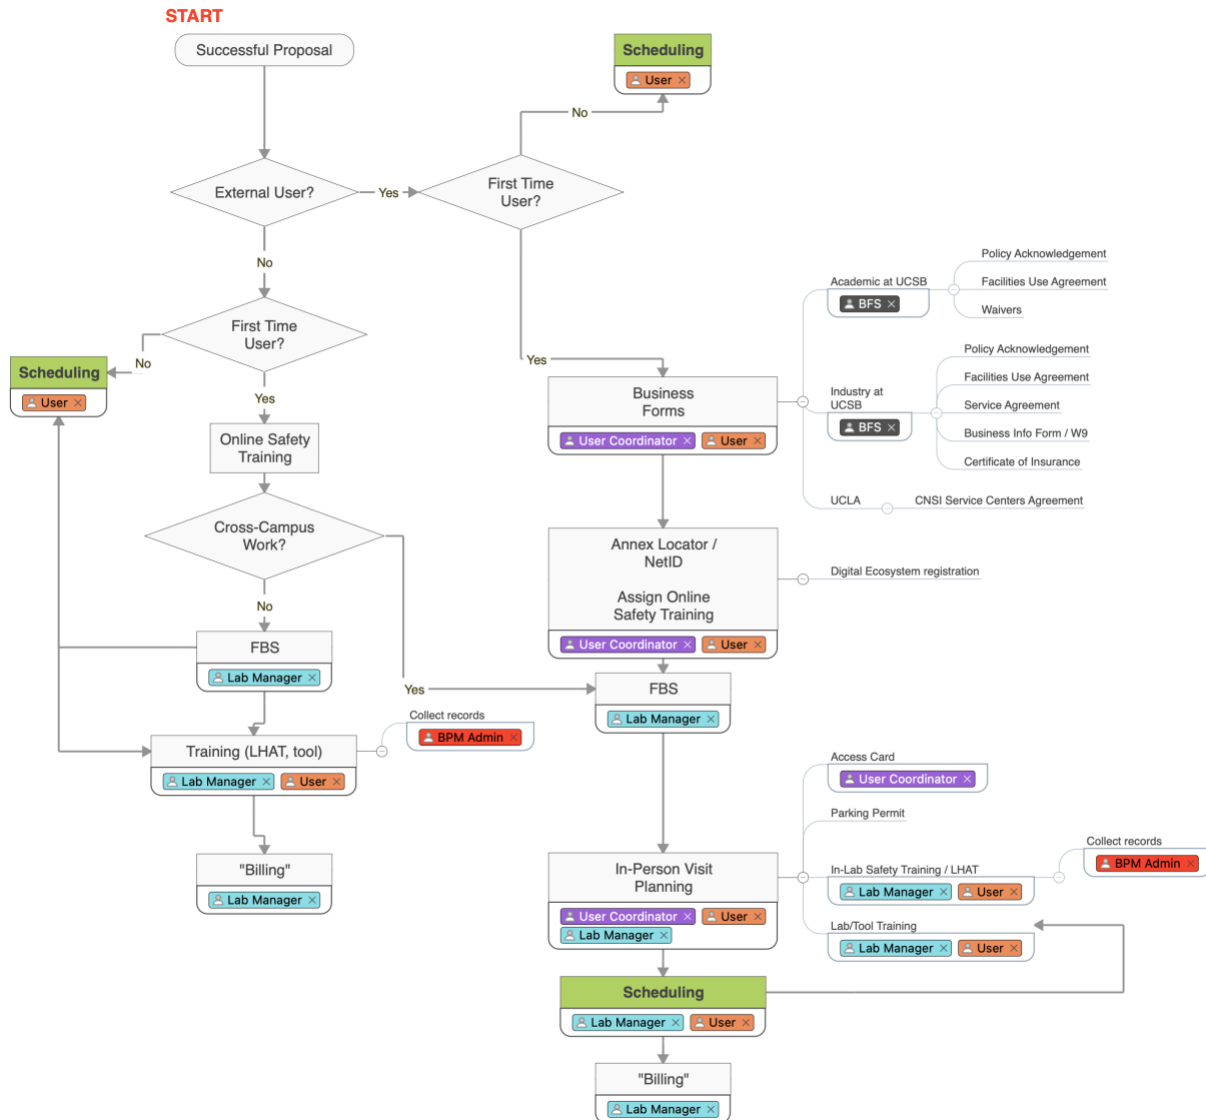 START
Successful Proposal
Scheduling
User ×
No
External User?
Yes
First Time
User?
No
Policy Acknowledgement
Academic at UCSB
Facilities Use Agreement
BFS ×
Waivers
First Time
User?
No
Yes
Scheduling
User ×
Yes
Online Safety
Training
Business
Forms
User Coordinator ×
User ×
Policy Acknowledgement
Facilities Use Agreement
Industry at
UCSB
Service Agreement
BFS ×
Business Info Form / W9
Certificate of Insurance
UCLA
CNSI Service Centers Agreement
Cross-Campus
Work?
No
Annex Locator /
NetID
Assign Online
Safety Training
User Coordinator ×
User ×
Digital Ecosystem registration
FBS
Lab Manager ×
Yes
FBS
Lab Manager ×
Collect records
BPM Admin ×
Training (LHAT, tool)
Lab Manager ×
User ×
"Billing"
Lab Manager ×
Access Card
User Coordinator ×
Parking Permit
In-Person Visit
Planning
User Coordinator ×
User ×
Lab Manager ×
In-Lab Safety Training / LHAT
Lab Manager ×
User ×
Collect records
BPM Admin ×
Lab/Tool Training
Lab Manager ×
User ×
Scheduling
Lab Manager ×
User ×
"Billing"
Lab Manager ×